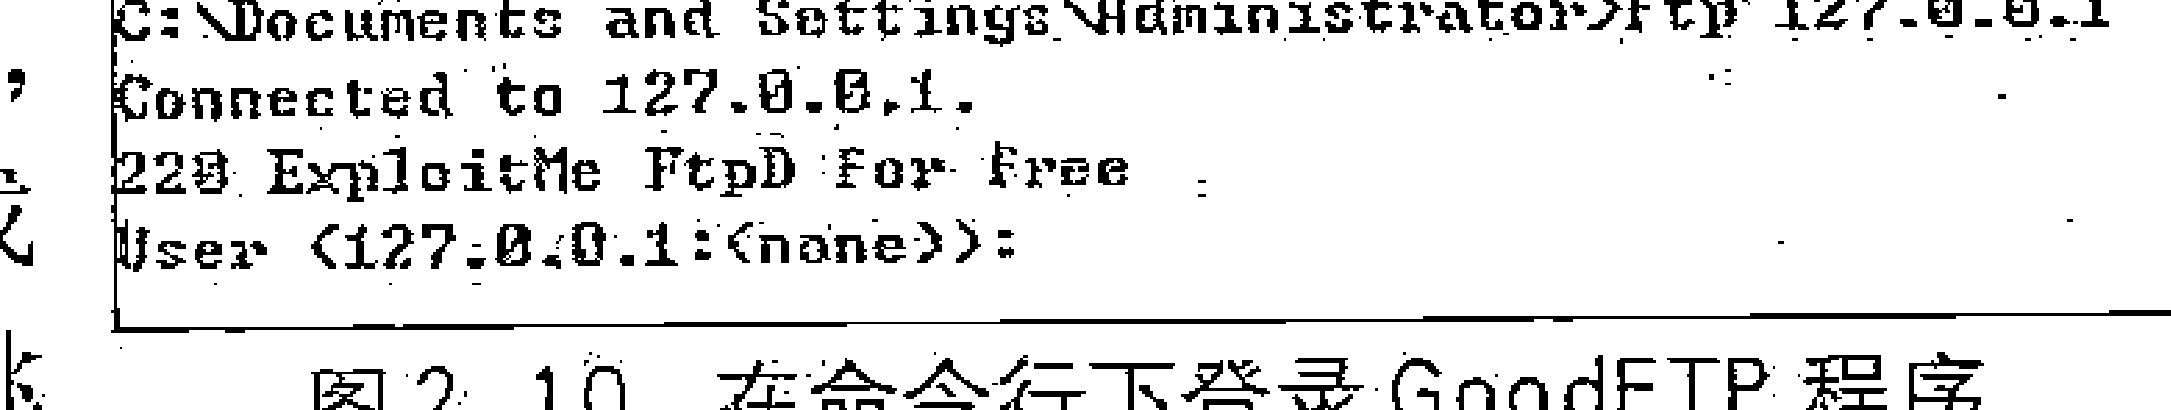 C:\Documents and Settings\Administrator>ftp 127.0.0.1
Connected to 127.0.0.1.
220 ExploitMe FtpD for free
User (127.0.0.1:(none)):
图2 10 在命令行下登录GoodFTP程序